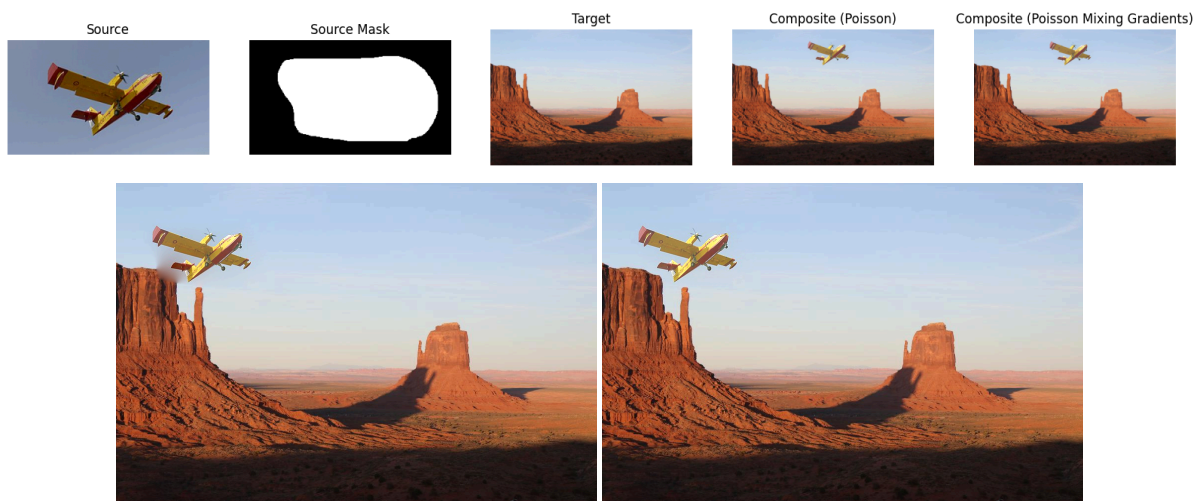 Source
Source Mask
Target
Composite (Poisson)
Composite (Poisson Mixing Gradients)